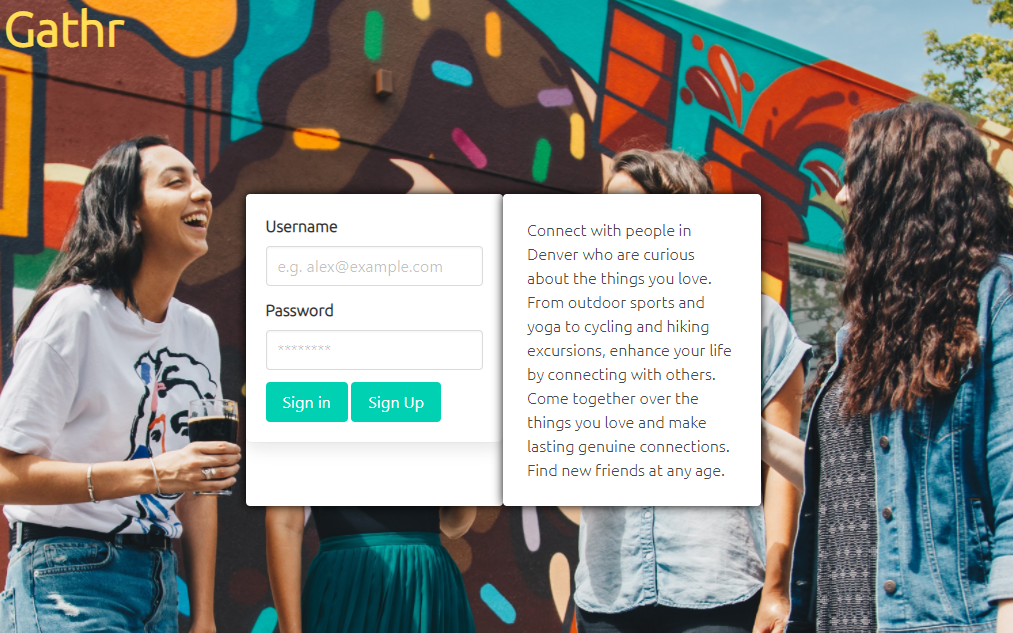 Gathr
Username
e.g. alex@example.com
Password
********
Sign in Sign Up
Connect with people in
Denver who are curious
about the things you love.
From outdoor sports and
yoga to cycling and hiking
excursions, enhance your life
by connecting with others.
Come together over the
things you love and make
lasting genuine connections.
Find new friends at any age.